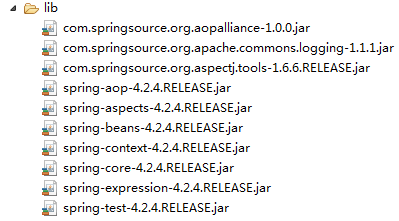 lib
com.springsource.org.aopalliance-1.0.0.jar
com.springsource.org.apache.commons.logging-1.1.1.jar
com.springsource.org.aspectj.tools-1.6.6.RELEASE.jar
spring-aop-4.2.4.RELEASE.jar
spring-aspects-4.2.4.RELEASE.jar
spring-beans-4.2.4.RELEASE.jar
spring-context-4.2.4.RELEASE.jar
spring-core-4.2.4.RELEASE.jar
spring-expression-4.2.4.RELEASE.jar
spring-test-4.2.4.RELEASE.jar